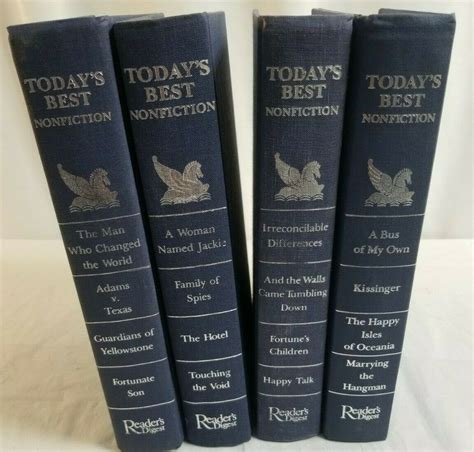 TODAY'S
BEST
NONFICTION
The Man
Who Changed
the World
Adams
v.
Texas
Guardians of
Yellowstone
Fortunate
Son
Reader's
Digest
TODAY'S
BEST
NONFICTION
A Woman
Named Jackie
Family of
Spies
The Hotel
Touching
the Void
Reader's
Digest
TODAY'S
BEST
NONFICTION
Irreconcilable
Differences
And the Walls
Came Tumbling
Down
Fortune's
Children
Happy Talk
Reader's
Digest
TODAY'S
BEST
NONFICTION
A Bus
of My Own
Kissinger
The Happy
Isles
of Oceania
Marrying
the
Hangman
Reader's
Digest